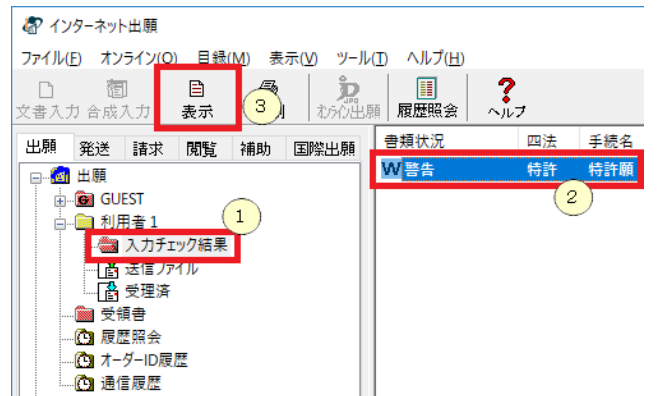 インターネット出願
ファイル(F) オンライン(O) 目録(M) 表示(V) ツール(T) ヘルプ(H)
文書入力 合成入力 表示 3 オンライン出願 履歴照会 ヘルプ
出願 発送 請求 閲覧 補助 国際出願
書類状況 四法 手続名
出願
W警告 特許 特許願
GUEST
2
利用者1
1
入力チェック結果
送信ファイル
受理済
受領書
履歴照会
オーダーID履歴
通信履歴